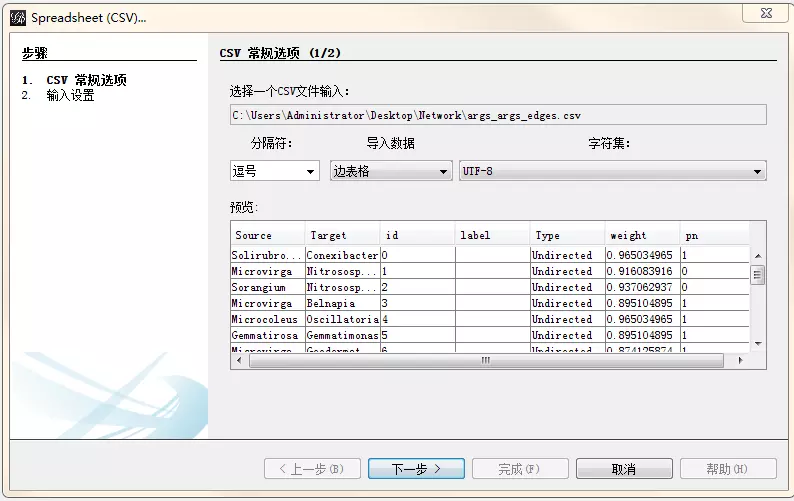 Spreadsheet (CSV)...
步骤
1. CSV 常规选项
2. 输入设置
CSV 常规选项 (1/2)
选择一个CSV文件输入:
C:\Users\Administrator\Desktop\Network\args_args_edges.csv
分隔符: 导入数据 字符集:
逗号 边表格 UTF-8
预览:
Source Target id label Type weight pn
Solirubro... Conexibacter 0 Undirected 0.965034965 1
Microvirga Nitrososp... 1 Undirected 0.916083916 0
Sorangium Nitrososp... 2 Undirected 0.937062937 0
Microvirga Belnapia 3 Undirected 0.895104895 1
Microcoleus Oscillatoria 4 Undirected 0.965034965 1
Gemmatirosa Gemmatimonas 5 Undirected 0.895104895 1
Microvirga 6 Undirected 0.874125874 1
< 上一步(B) 下一步 > 完成(F) 取消 帮助(H)